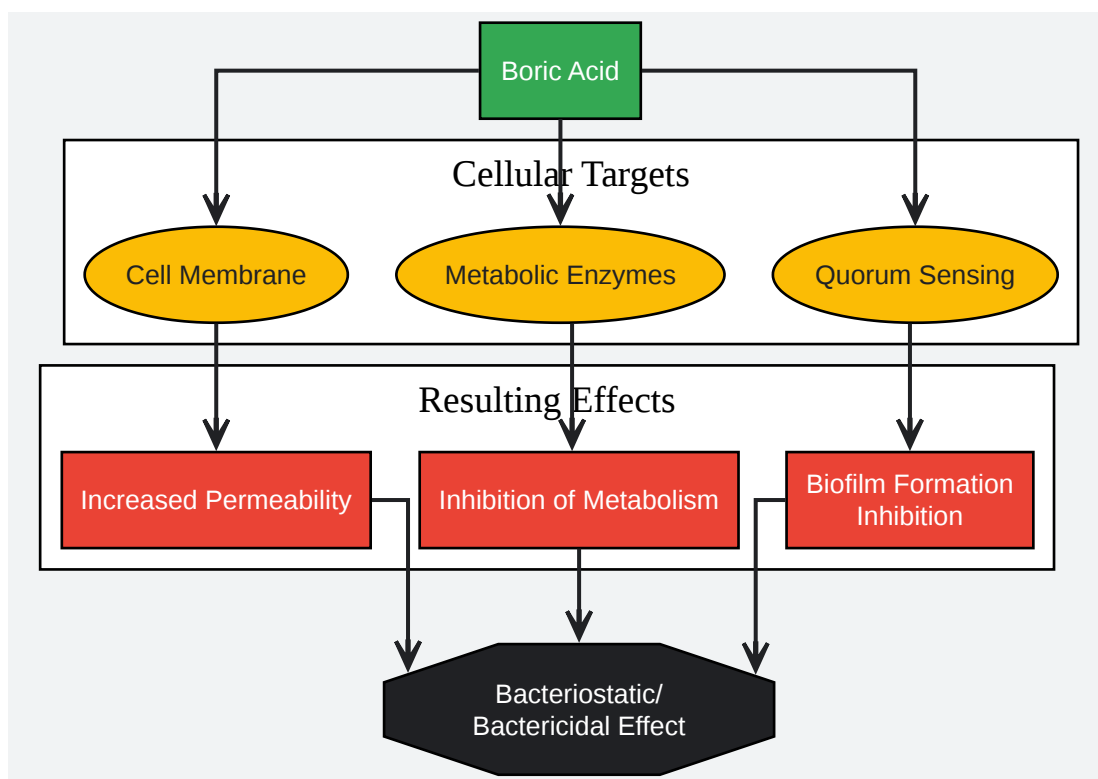 Boric Acid
Cellular Targets
Cell Membrane
Metabolic Enzymes
Quorum Sensing
Resulting Effects
Increased Permeability
Inhibition of Metabolism
Biofilm Formation
Inhibition
Bacteriostatic/
Bactericidal Effect